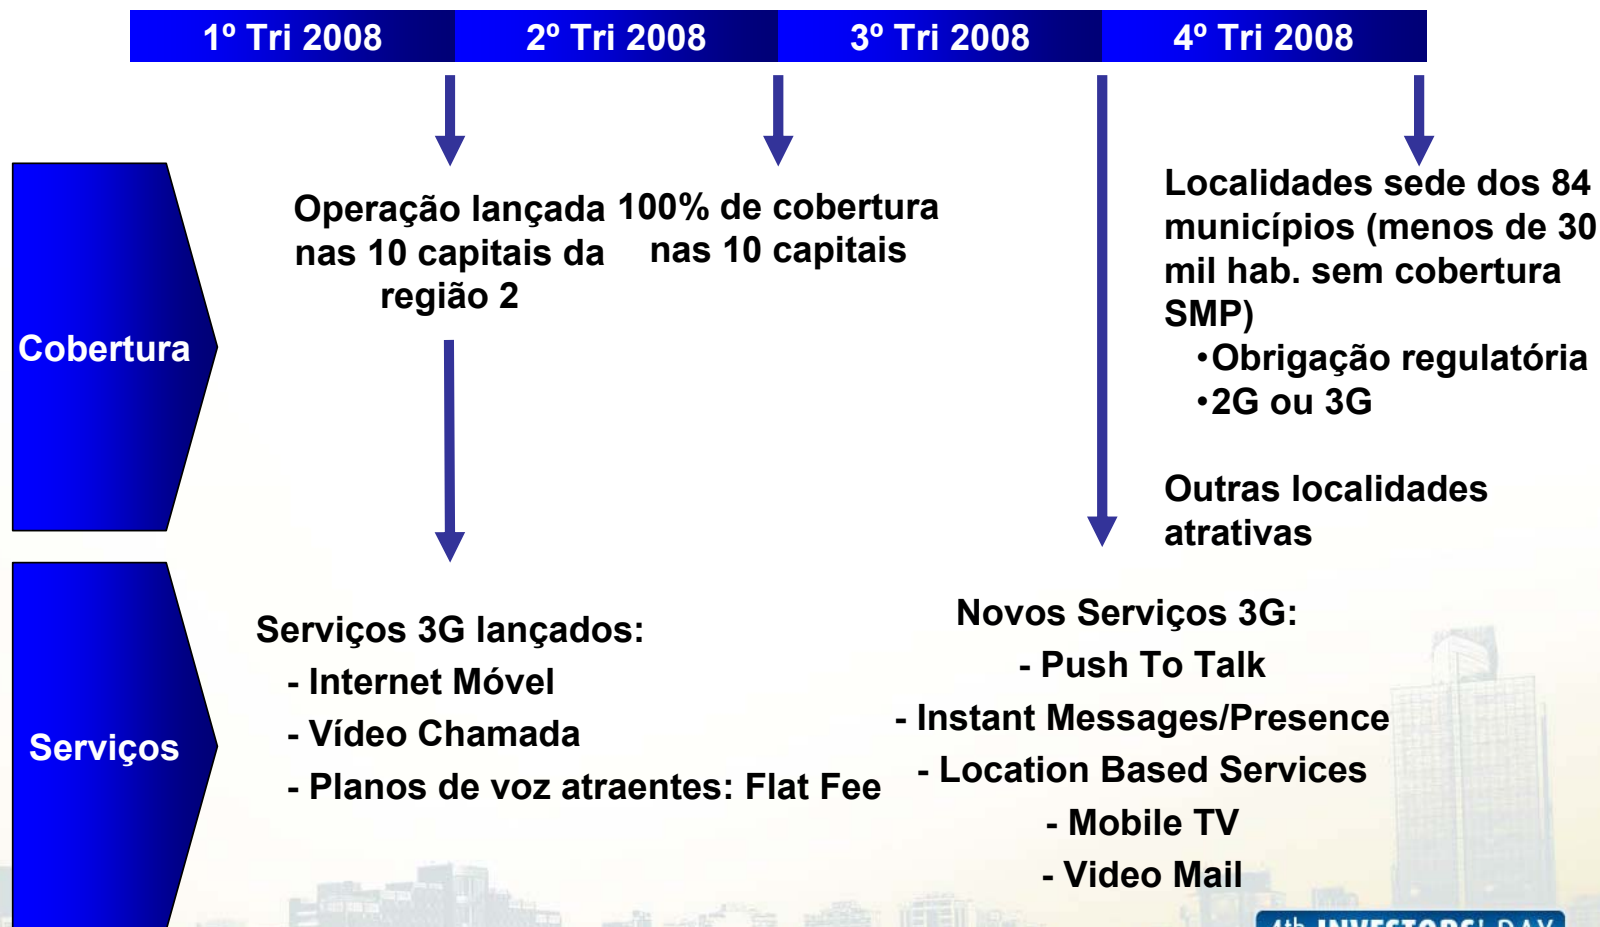 1º Tri 2008
2º Tri 2008
3º Tri 2008
4º Tri 2008
Cobertura
Operação lançada
nas 10 capitais da
região 2
100% de cobertura
nas 10 capitais
Localidades sede dos 84
municípios (menos de 30
mil hab. sem cobertura
SMP)
•Obrigação regulatória
•2G ou 3G
Outras localidades
atrativas
Serviços
Serviços 3G lançados:
- Internet Móvel
- Vídeo Chamada
- Planos de voz atraentes: Flat Fee
Novos Serviços 3G:
- Push To Talk
- Instant Messages/Presence
- Location Based Services
- Mobile TV
- Video Mail
4th INVESTORS' DAY